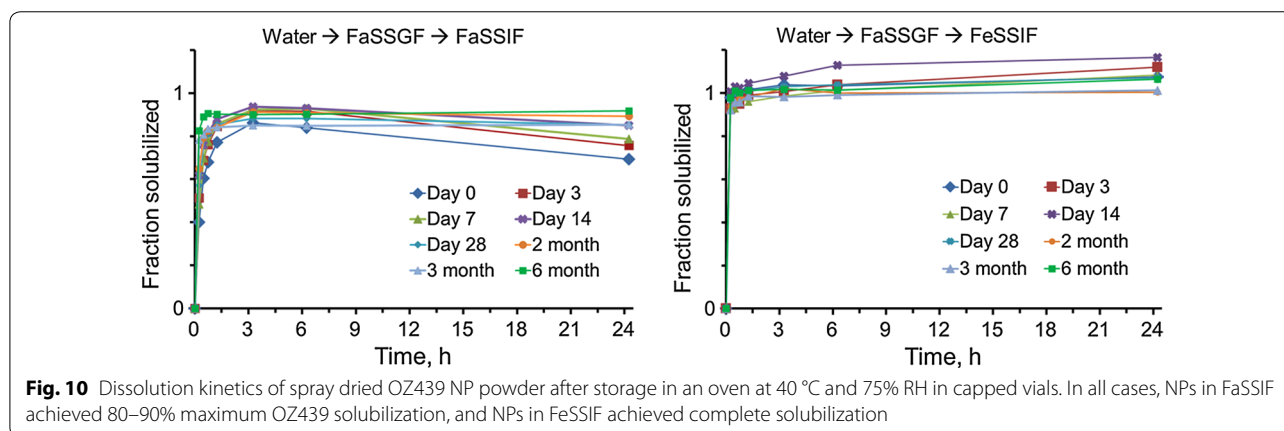 Water → FaSSGF → FaSSIF
Fraction solubilized
1
0
0 3 6 9 12 15 18 21 24
Time, h
Day 0 Day 3
Day 7 Day 14
Day 28 2 month
3 month 6 month
Water → FaSSGF → FeSSIF
Fraction solubilized
1
0
0 3 6 9 12 15 18 21 24
Time, h
Day 0 Day 3
Day 7 Day 14
Day 28 2 month
3 month 6 month
Fig. 10 Dissolution kinetics of spray dried OZ439 NP powder after storage in an oven at 40 °C and 75% RH in capped vials. In all cases, NPs in FaSSIF
achieved 80–90% maximum OZ439 solubilization, and NPs in FeSSIF achieved complete solubilization